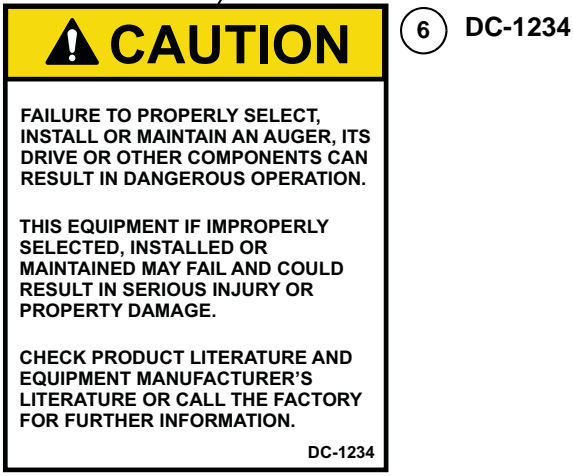 CAUTION
6 DC-1234
FAILURE TO PROPERLY SELECT,
INSTALL OR MAINTAIN AN AUGER, ITS
DRIVE OR OTHER COMPONENTS CAN
RESULT IN DANGEROUS OPERATION.
THIS EQUIPMENT IF IMPROPERLY
SELECTED, INSTALLED OR
MAINTAINED MAY FAIL AND COULD
RESULT IN SERIOUS INJURY OR
PROPERTY DAMAGE.
CHECK PRODUCT LITERATURE AND
EQUIPMENT MANUFACTURER’S
LITERATURE OR CALL THE FACTORY
FOR FURTHER INFORMATION.
DC-1234